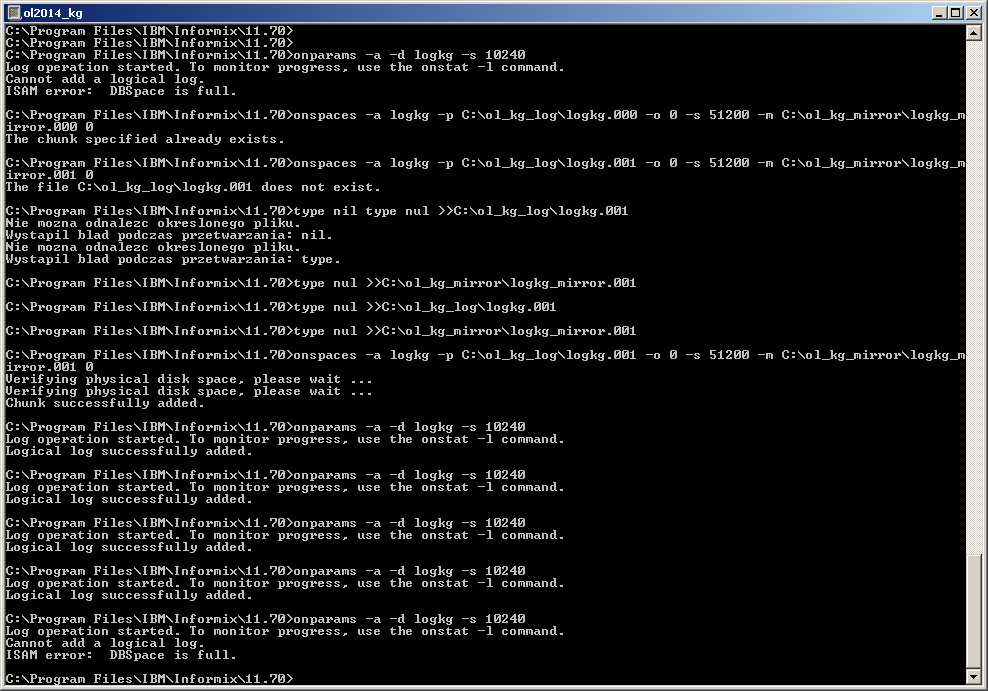 ol2014_kg
C:\Program Files\IBM\Informix\11.70>
C:\Program Files\IBM\Informix\11.70>
C:\Program Files\IBM\Informix\11.70>onparams -a -d logkg -s 10240
Log operation started. To monitor progress, use the onstat -l command.
Cannot add a logical log.
ISAM error:  DBSpace is full.
C:\Program Files\IBM\Informix\11.70>onspaces -a logkg -p C:\ol_kg_log\logkg.000 -o 0 -s 51200 -m C:\ol_kg_mirror\logkg_m
irror.000 0
The chunk specified already exists.
C:\Program Files\IBM\Informix\11.70>onspaces -a logkg -p C:\ol_kg_log\logkg.001 -o 0 -s 51200 -m C:\ol_kg_mirror\logkg_m
irror.001 0
The file C:\ol_kg_log\logkg.001 does not exist.
C:\Program Files\IBM\Informix\11.70>type nil type nul >>C:\ol_kg_log\logkg.001
Nie mozna odnalezc okreslonego pliku.
Wystapil blad podczas przetwarzania: nil.
Nie mozna odnalezc okreslonego pliku.
Wystapil blad podczas przetwarzania: type.
C:\Program Files\IBM\Informix\11.70>type nul >>C:\ol_kg_mirror\logkg_mirror.001
C:\Program Files\IBM\Informix\11.70>type nul >>C:\ol_kg_log\logkg.001
C:\Program Files\IBM\Informix\11.70>type nul >>C:\ol_kg_mirror\logkg_mirror.001
C:\Program Files\IBM\Informix\11.70>onspaces -a logkg -p C:\ol_kg_log\logkg.001 -o 0 -s 51200 -m C:\ol_kg_mirror\logkg_m
irror.001 0
Verifying physical disk space, please wait ...
Verifying physical disk space, please wait ...
Chunk successfully added.
C:\Program Files\IBM\Informix\11.70>onparams -a -d logkg -s 10240
Log operation started. To monitor progress, use the onstat -l command.
Logical log successfully added.
C:\Program Files\IBM\Informix\11.70>onparams -a -d logkg -s 10240
Log operation started. To monitor progress, use the onstat -l command.
Logical log successfully added.
C:\Program Files\IBM\Informix\11.70>onparams -a -d logkg -s 10240
Log operation started. To monitor progress, use the onstat -l command.
Logical log successfully added.
C:\Program Files\IBM\Informix\11.70>onparams -a -d logkg -s 10240
Log operation started. To monitor progress, use the onstat -l command.
Logical log successfully added.
C:\Program Files\IBM\Informix\11.70>onparams -a -d logkg -s 10240
Log operation started. To monitor progress, use the onstat -l command.
Cannot add a logical log.
ISAM error:  DBSpace is full.
C:\Program Files\IBM\Informix\11.70>